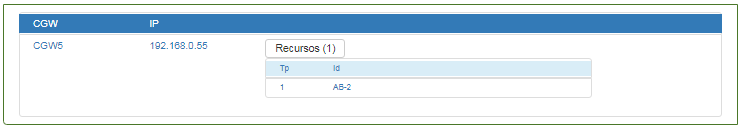 CGW IP
CGW5 192.168.0.55 Recursos (1)
Tp Id
1 AB-2